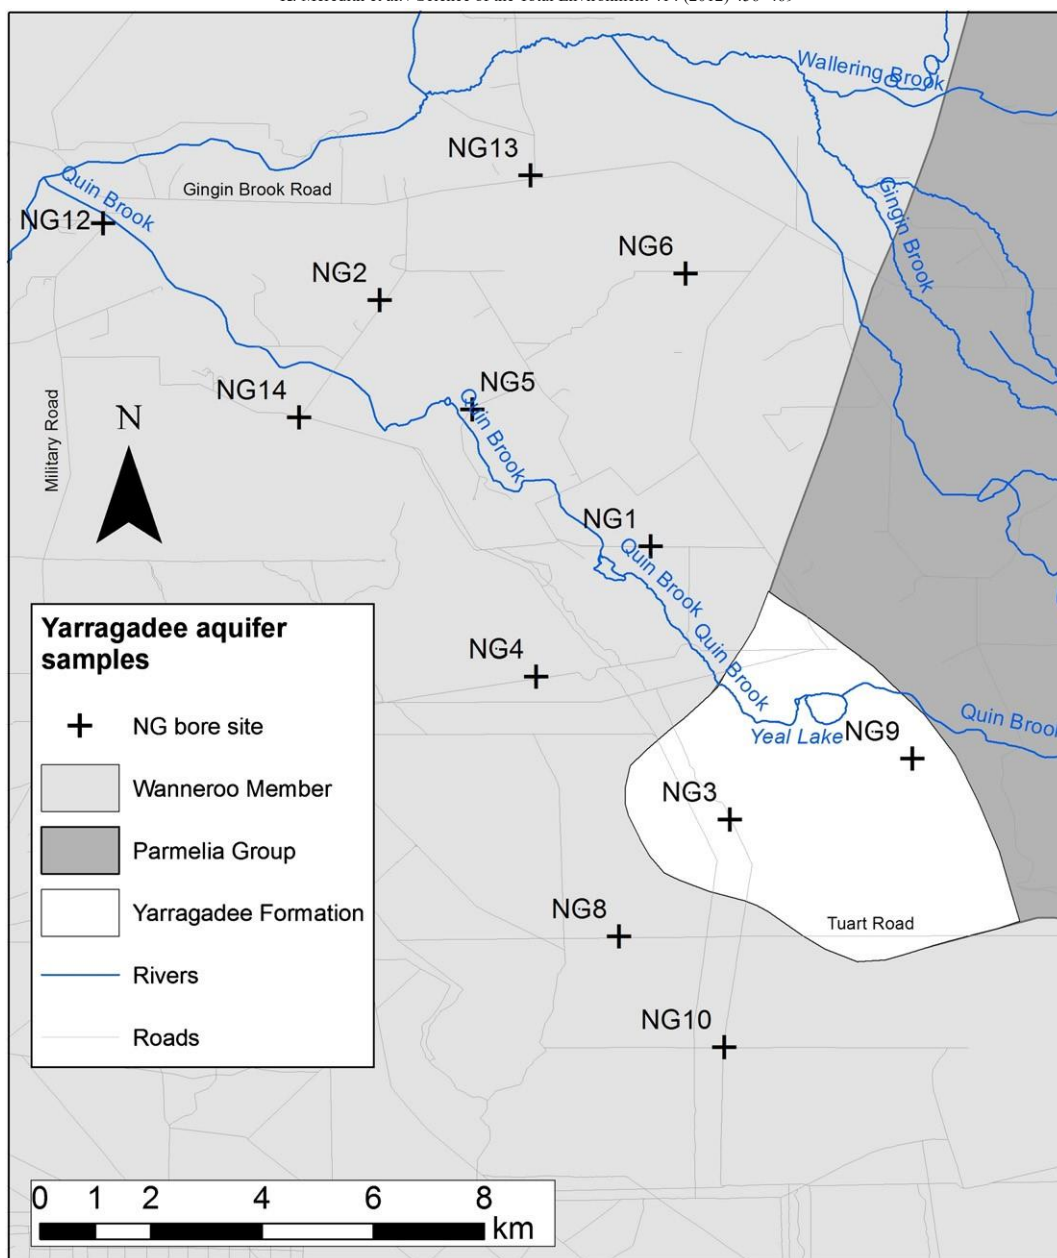 Wallering Brook
NG13
Quin Brook
Gingin Brook Road
Gingin Brook
NG12
NG6
NG2
NG5
NG14
Quin Brook
Military Road
N
NG1
Quin Brook
Yarragadee aquifer
samples
NG4
Quin Brook
NG bore site
Yeal Lake
NG9
Quin Brook
Wanneroo Member
NG3
Parmelia Group
Yarragadee Formation
NG8
Tuart Road
Rivers
Roads
NG10
0 1 2 4 6 8
km